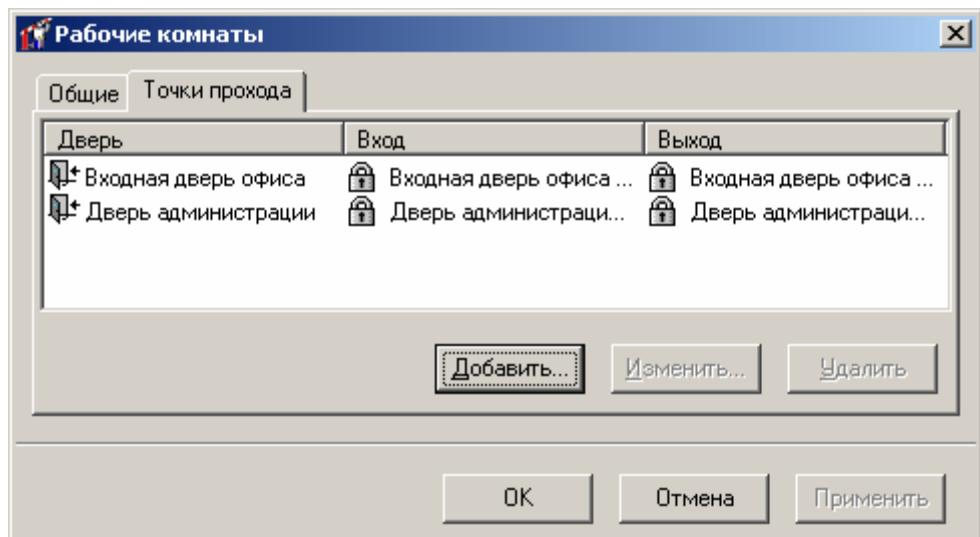 Рабочие комнаты
Общие Точки прохода
Дверь Вход Выход
Входная дверь офиса Входная дверь офиса ... Входная дверь офиса ...
Дверь администрации Дверь администраци... Дверь администраци...
Добавить... Изменить... Удалить
OK Отмена Применить